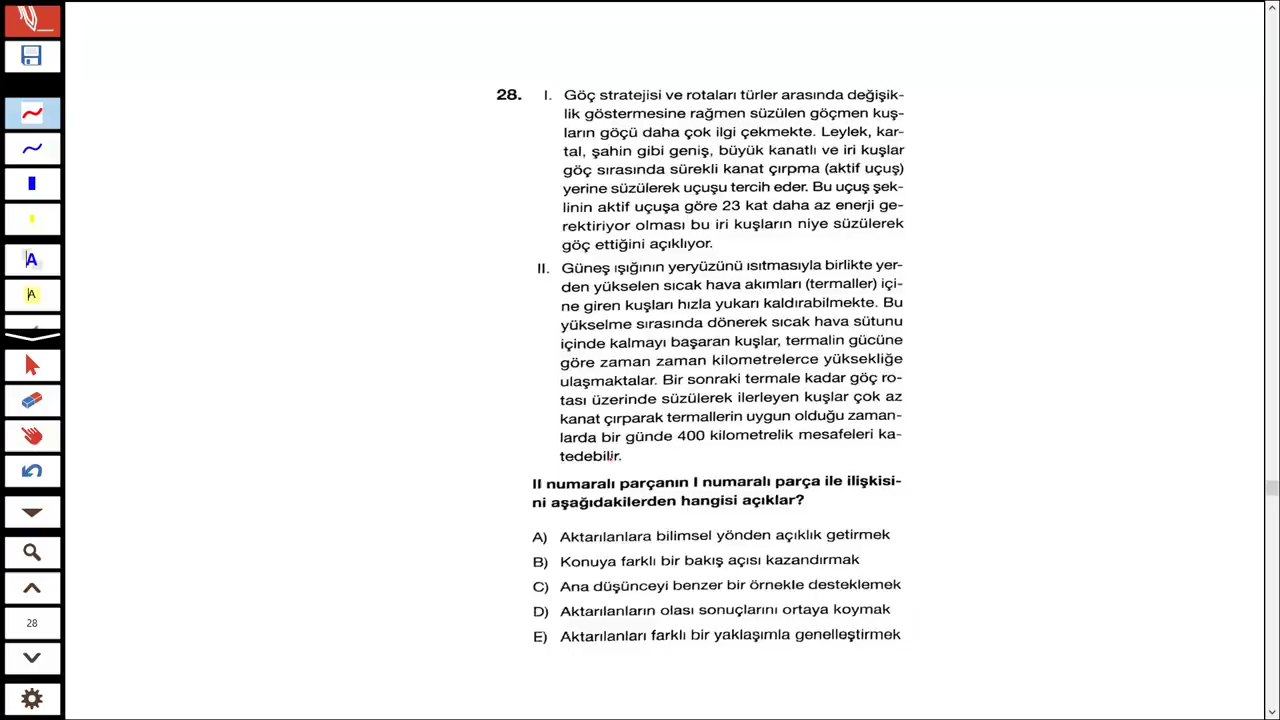 28. I. Göç stratejisi ve rotaları türler arasında değişik-
lik göstermesine rağmen süzülen göçmen kuş-
ların göçü daha çok ilgi çekmekte. Leylek, kar-
tal, şahin gibi geniş, büyük kanatlı ve iri kuşlar
göç sırasında sürekli kanat çırpma (aktif uçuş)
yerine süzülerek uçuşu tercih eder. Bu uçuş şek-
linin aktif uçuşa göre 23 kat daha az enerji ge-
rektiriyor olması bu iri kuşların niye süzülerek
göç ettiğini açıklıyor.
II. Güneş ışığının yeryüzünü ısıtmasıyla birlikte yer-
den yükselen sıcak hava akımları (termaller) içi-
ne giren kuşları hızla yukarı kaldırabilmekte. Bu
yükselme sırasında dönerek sıcak hava sütunu
içinde kalmayı başaran kuşlar, termalin gücüne
göre zaman zaman kilometrelerce yüksekliğe
ulaşmaktalar. Bir sonraki termale kadar göç ro-
tası üzerinde süzülerek ilerleyen kuşlar çok az
kanat çırparak termallerin uygun olduğu zaman-
larda bir günde 400 kilometrelik mesafeleri ka-
tedebilir.
II numaralı parçanın I numaralı parça ile ilişkisi-
ni aşağıdakilerden hangisi açıklar?
A) Aktarılanlara bilimsel yönden açıklık getirmek
B) Konuya farklı bir bakış açısı kazandırmak
C) Ana düşünceyi benzer bir örnekle desteklemek
D) Aktarılanların olası sonuçlarını ortaya koymak
E) Aktarılanları farklı bir yaklaşımla genelleştirmek
A
A
28